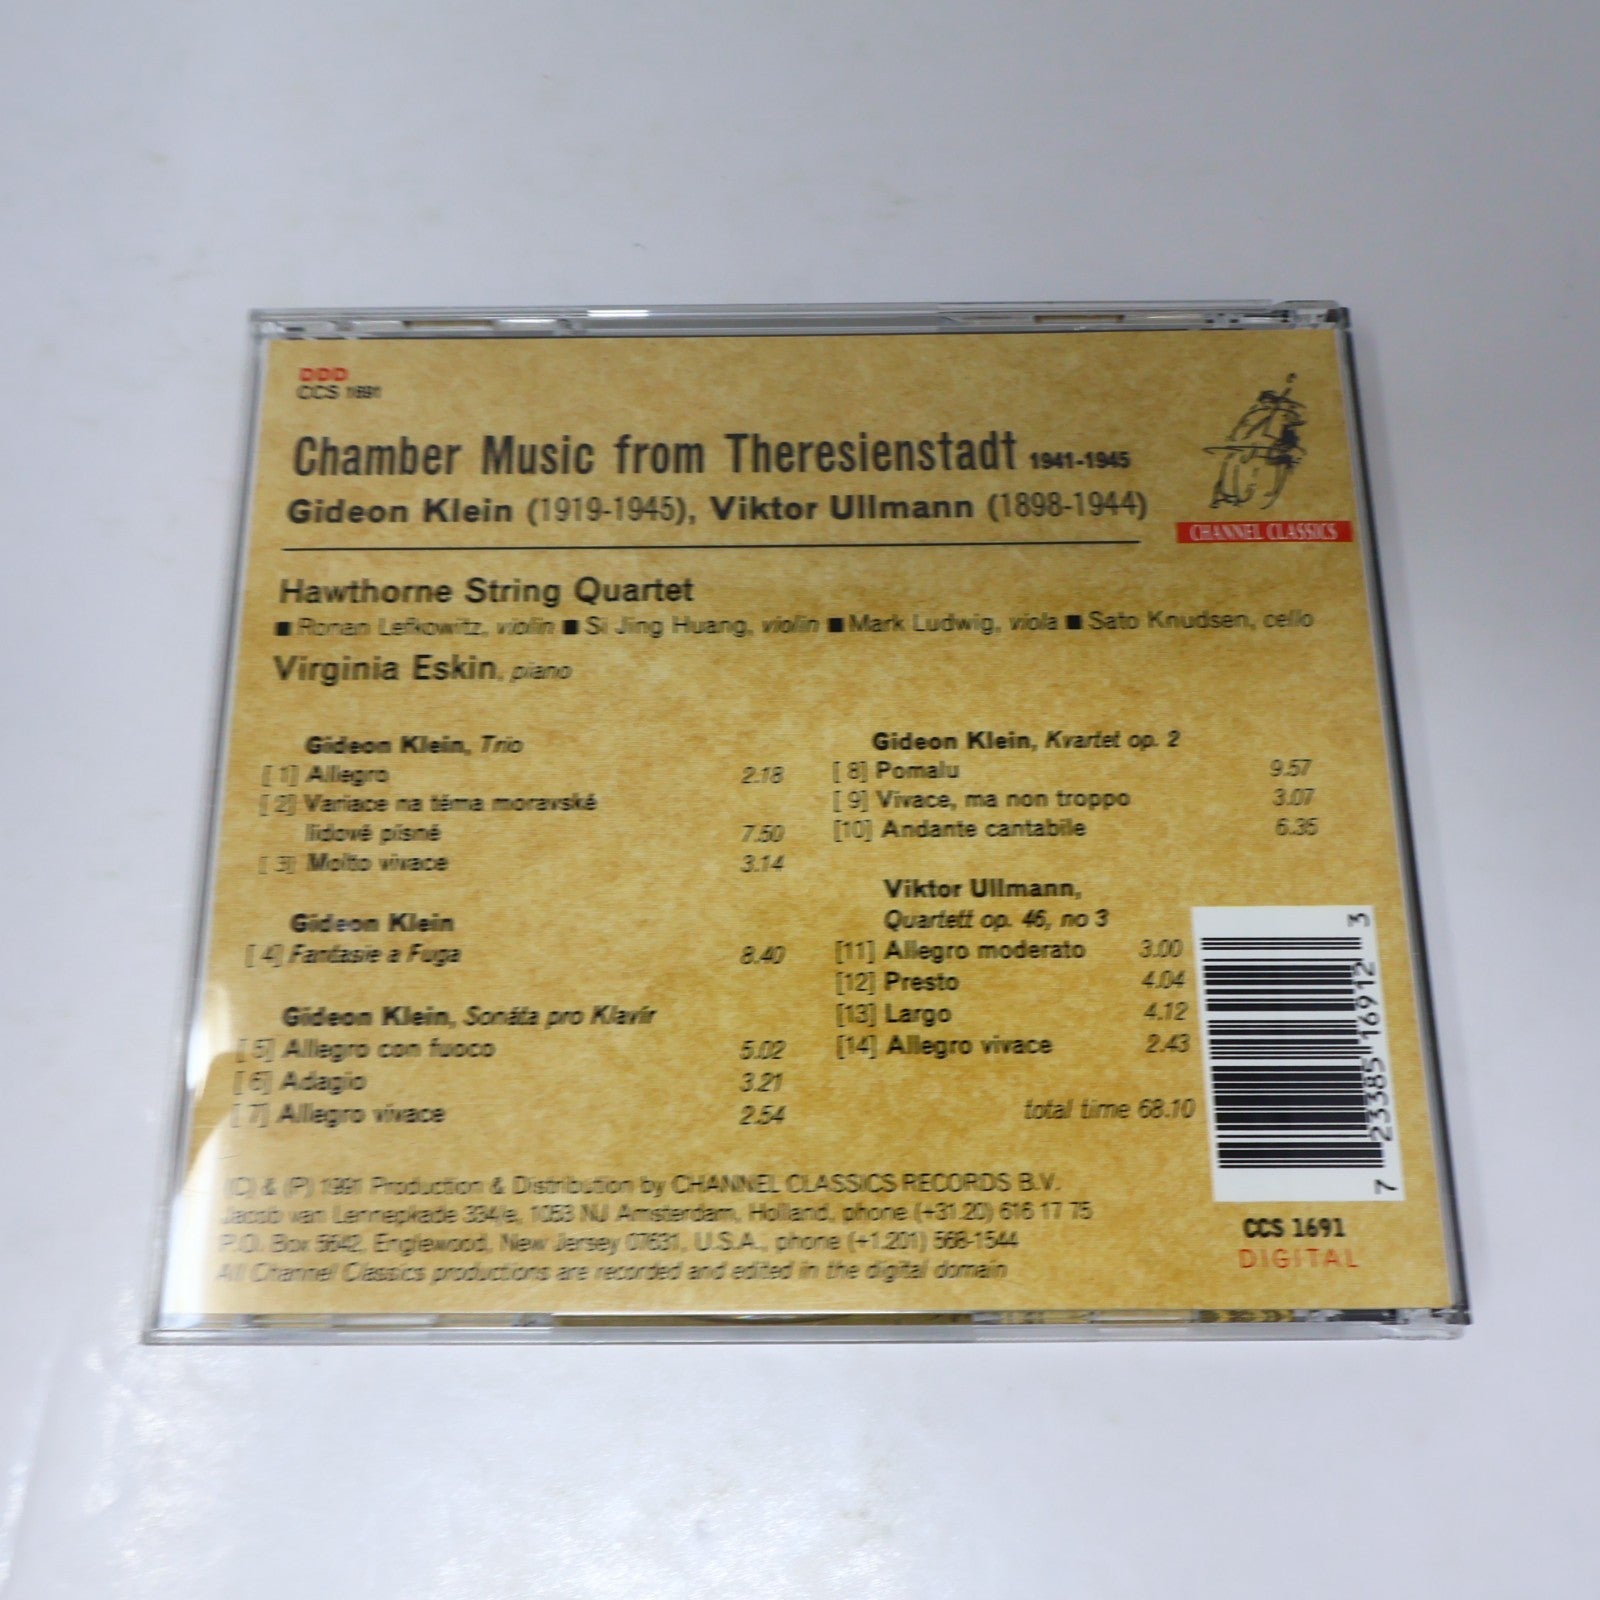 DDD
CCS 1691
Chamber Music from Theresienstadt 1941-1945
Gideon Klein (1919-1945), Viktor Ullmann (1898-1944)
CHANNEL CLASSICS
Hawthorne String Quartet
■ Ronan Lefkowitz, violin ■ Si Jing Huang, violin ■ Mark Ludwig, viola ■ Sato Knudsen, cello
Virginia Eskin, piano
Gideon Klein, Trio
[ 1] Allegro 2.18
[ 2] Variace na téma moravské
lidové písné 7.50
[ 3] Molto vivace 3.14
Gideon Klein
[ 4] Fantasie a Fuga 8.40
Gideon Klein, Sonáta pro Klavír
[ 5] Allegro con fuoco 5.02
[ 6] Adagio 3.21
[ 7] Allegro vivace 2.54
Gideon Klein, Kvartet op. 2
[ 8] Pomalu 9.57
[ 9] Vivace, ma non troppo 3.07
[10] Andante cantabile 6.35
Viktor Ullmann,
Quartett op. 46, no 3
[11] Allegro moderato 3.00
[12] Presto 4.04
[13] Largo 4.12
[14] Allegro vivace 2.43
total time 68.10
7 23385 16912 3
CCS 1691
DIGITAL
(C) & (P) 1991 Production & Distribution by CHANNEL CLASSICS RECORDS B.V.
Jacob van Lennepkade 334/e, 1053 NJ Amsterdam, Holland, phone (+31.20) 616 17 75
P.O. Box 5642, Englewood, New Jersey 07631, U.S.A., phone (+1.201) 568-1544
All Channel Classics productions are recorded and edited in the digital domain